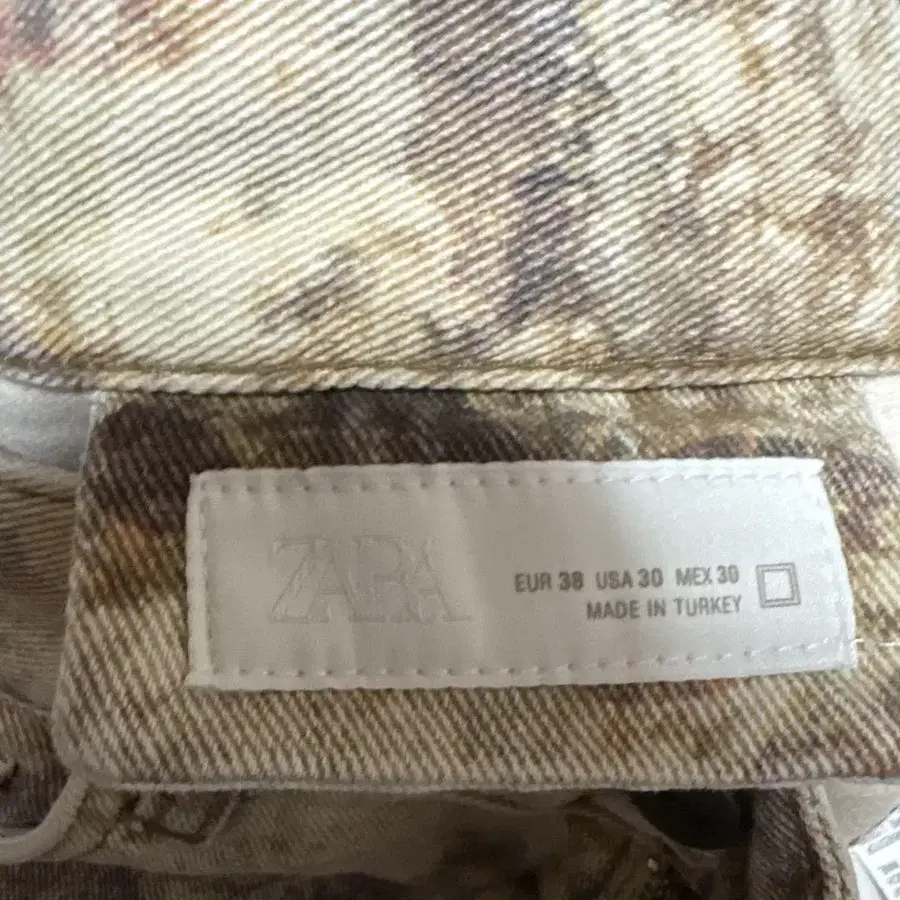 ZARA
EUR 38 USA 30 MEX 30
MADE IN TURKEY